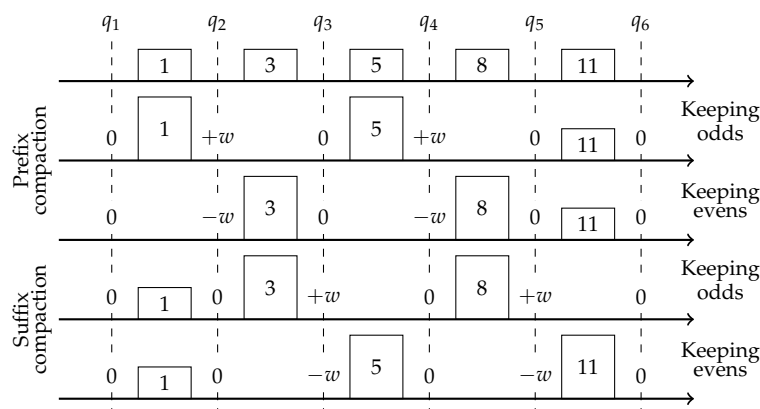 q₁ q₂ q₃ q₄ q₅ q₆
1 3 5 8 11
Prefix
compaction
0 1 +w 0 5 +w 0 11 0
Keeping
odds
0 −w 3 0 −w 8 0 11 0
Keeping
evens
Suffix
compaction
0 1 0 3 +w 0 8 +w 0
Keeping
odds
0 1 0 −w 5 0 −w 11 0
Keeping
evens